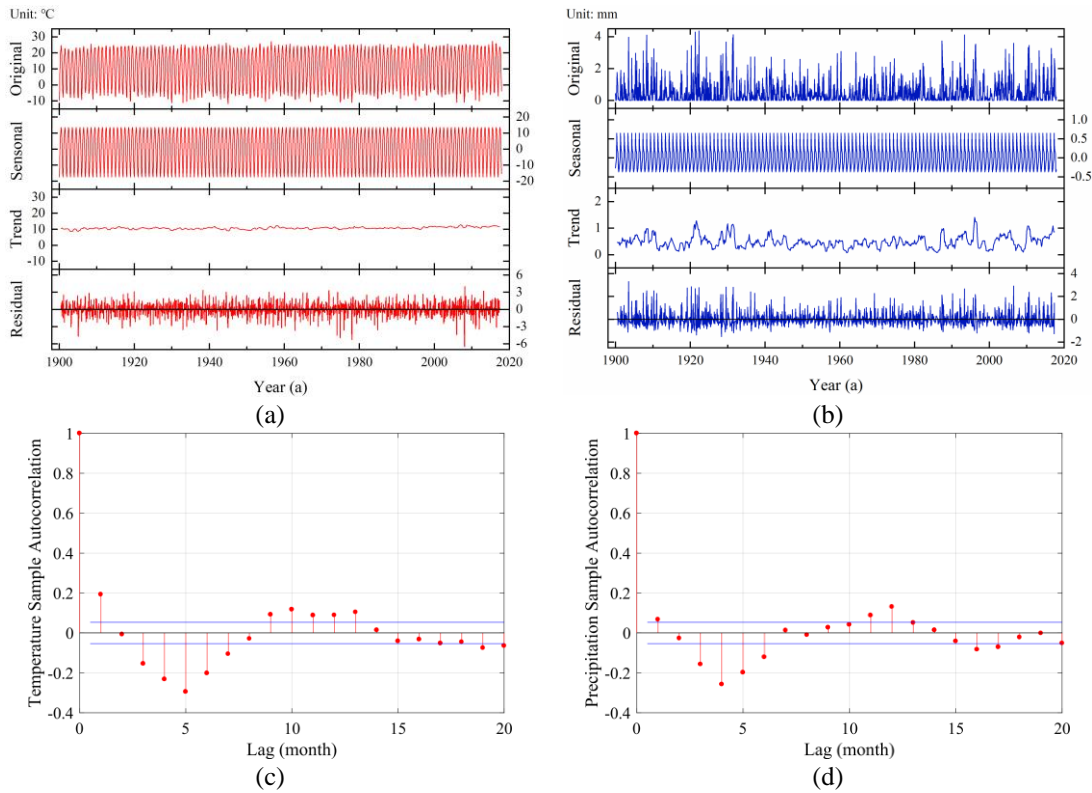 Unit: ℃
Original
30
20
10
0
-10
Sensonal
20
10
0
-10
-20
Trend
30
20
10
0
-10
Residual
6
3
0
-3
-6
1900 1920 1940 1960 1980 2000 2020
Year (a)
(a)
Unit: mm
Original
4
2
0
Seasonal
1.0
0.5
0.0
-0.5
Trend
2
1
0
Residual
4
2
0
-2
1900 1920 1940 1960 1980 2000 2020
Year (a)
(b)
Temperature Sample Autocorrelation
1
0.8
0.6
0.4
0.2
0
-0.2
-0.4
0 5 10 15 20
Lag (month)
(c)
Precipitation Sample Autocorrelation
1
0.8
0.6
0.4
0.2
0
-0.2
-0.4
0 5 10 15 20
Lag (month)
(d)